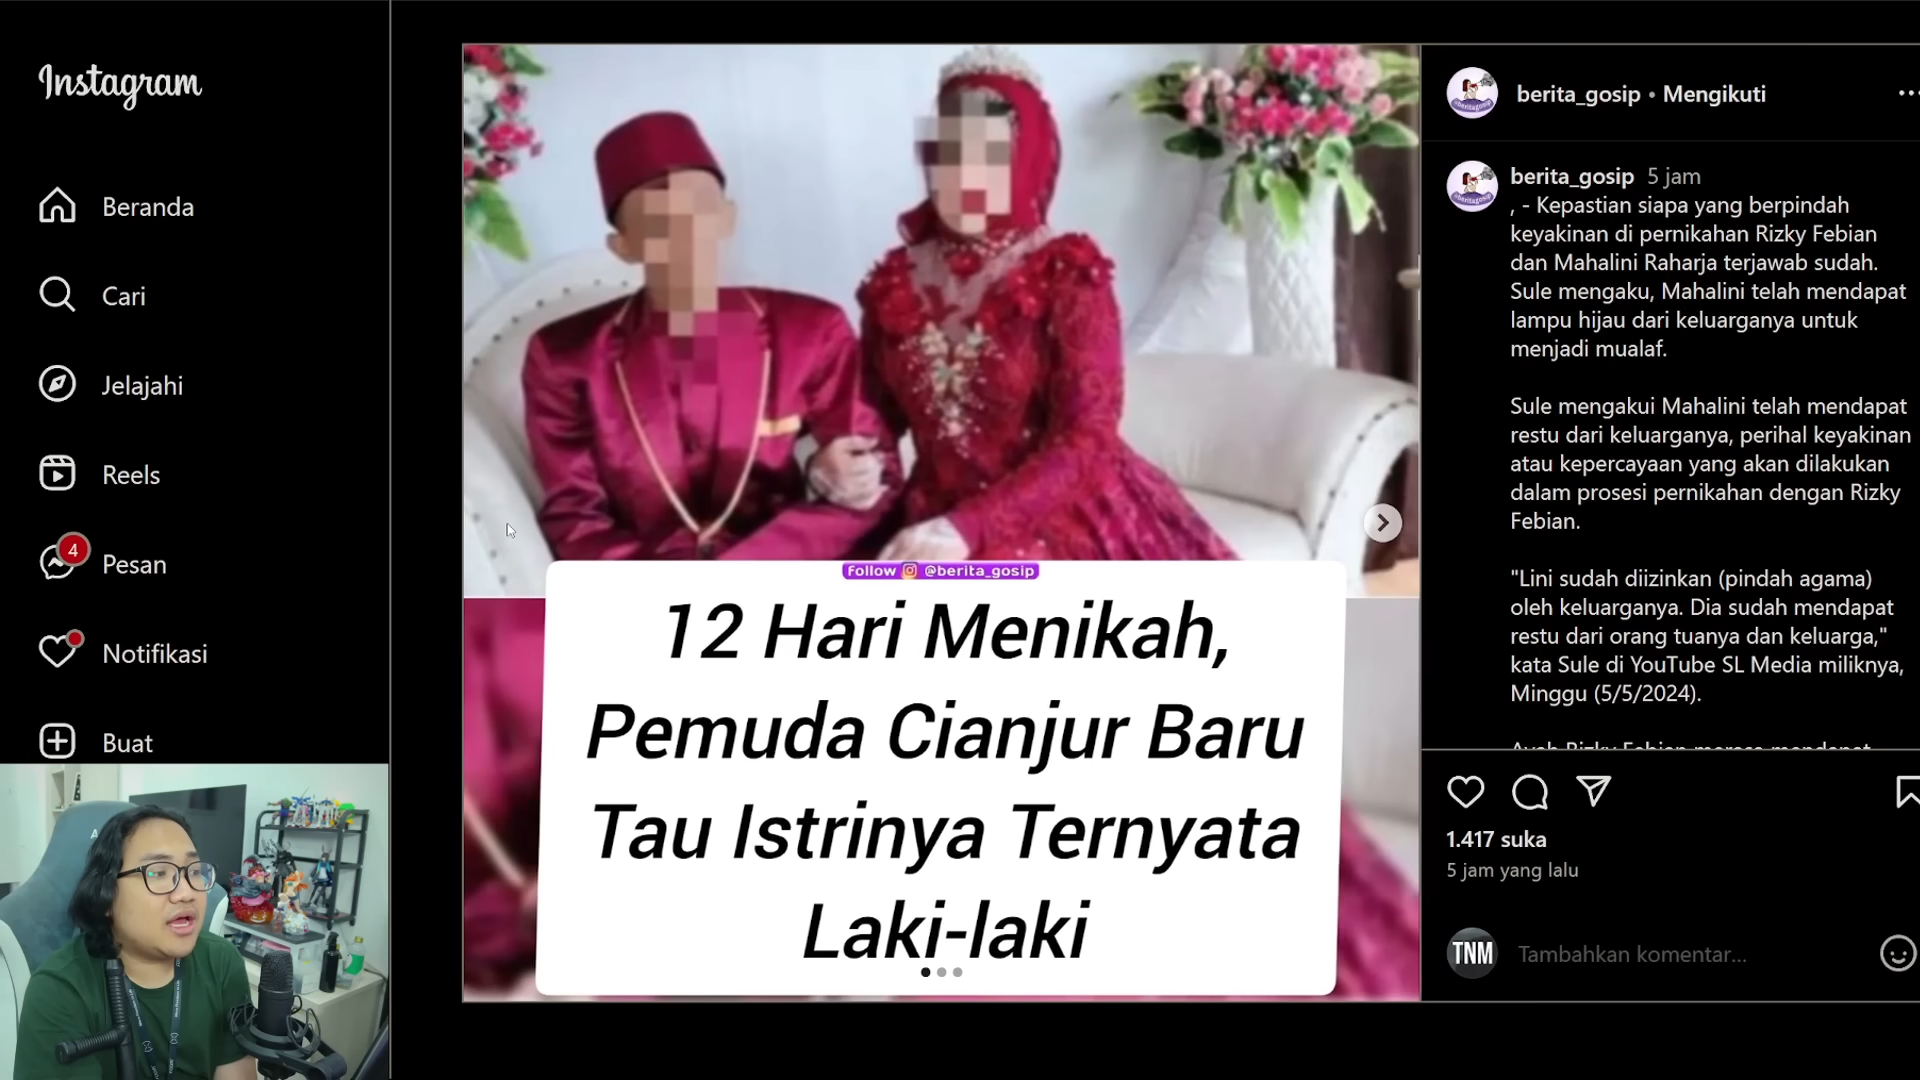 Instagram
Beranda
Cari
Jelajahi
Reels
4
Pesan
Notifikasi
Buat
Follow @berita_gosip
12 Hari Menikah,
Pemuda Cianjur Baru
Tau Istrinya Ternyata
Laki-laki
berita_gosip • Mengikuti
berita_gosip 5 jam
, - Kepastian siapa yang berpindah
keyakinan di pernikahan Rizky Febian
dan Mahalini Raharja terjawab sudah.
Sule mengaku, Mahalini telah mendapat
lampu hijau dari keluarganya untuk
menjadi mualaf.
Sule mengakui Mahalini telah mendapat
restu dari keluarganya, perihal keyakinan
atau kepercayaan yang akan dilakukan
dalam prosesi pernikahan dengan Rizky
Febian.
"Lini sudah diizinkan (pindah agama)
oleh keluarganya. Dia sudah mendapat
restu dari orang tuanya dan keluarga,"
kata Sule di YouTube SL Media miliknya,
Minggu (5/5/2024).
Ayah Rizky Febian merasa mendapat
1.417 suka
5 jam yang lalu
TNM
Tambahkan komentar...